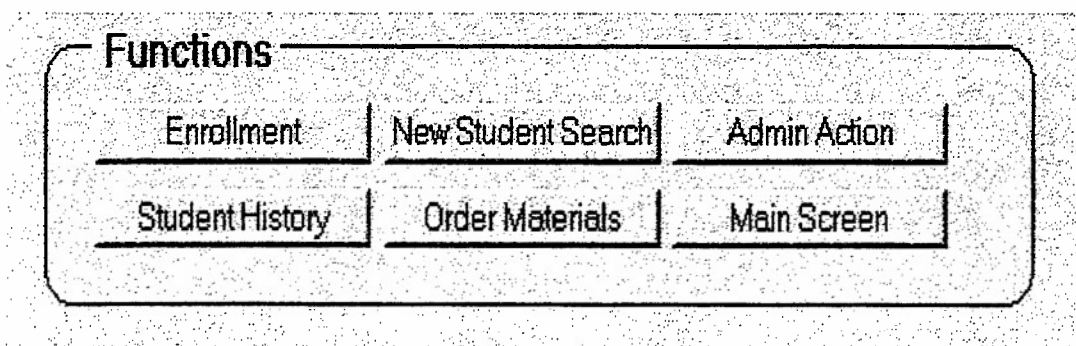 Functions
Enrollment New Student Search Admin Action
Student History Order Materials Main Screen